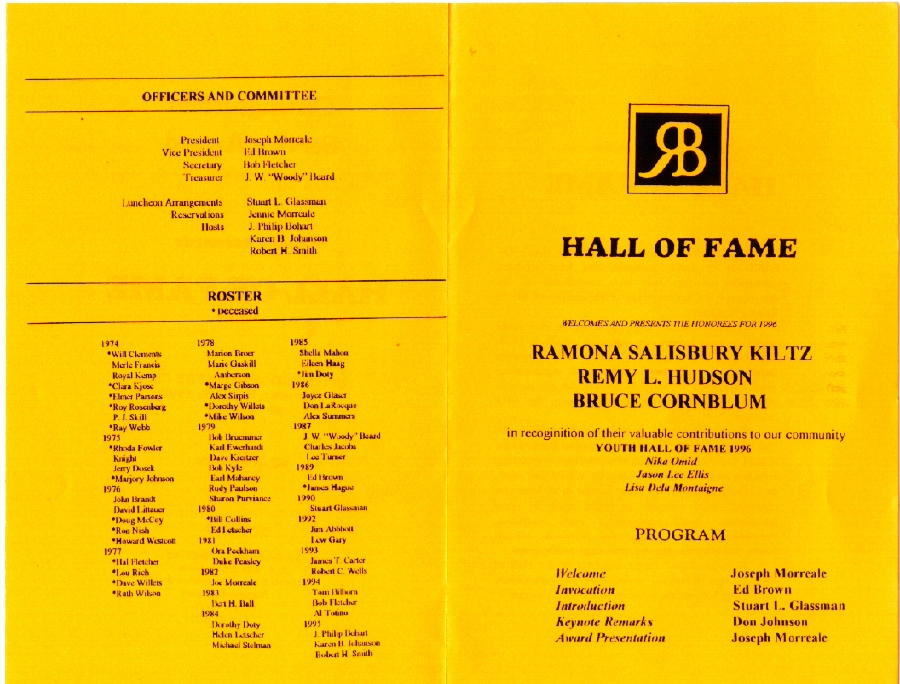 OFFICERS AND COMMITTEE
President Joseph Morreale
Vice President Ed Brown
Secretary Bob Fletcher
Treasurer J. W. "Woody" Beard
Luncheon Arrangements Stuart L. Glassman
Reservations Jennie Morreale
Hosts J. Philip Bohart
Karen B. Johanson
Robert H. Smith
ROSTER
* Deceased
1974
*Will Clements
Merle Francis
Royal Kemp
*Clara Kjose
*Elmer Parsons
*Roy Rosenberg
P. J. Skill
*Ray Webb
1975
*Rhoda Fowler
Knight
Jerry Dosek
*Marjory Johnson
1976
John Brandt
David Littauer
*Doug McCoy
*Ron Nish
*Howard Westcott
1977
*Hal Fletcher
*Lou Rich
*Dave Willets
*Ruth Wilson
1978
Marion Broer
Marie Gaskill
Amberson
*Marge Gibson
Alex Sirpis
*Dorothy Willets
*Mike Wilson
1979
Bob Bruemmer
Karl Ewerhardt
Dave Kreitzer
Bob Kyle
Earl Mahaney
Rudy Paulson
Sharon Purviance
1980
*Bill Collins
Ed Letscher
1981
Ora Peckham
Duke Peasley
1982
Joe Morreale
1983
Bert H. Ball
1984
Dorothy Doty
Helen Letscher
Michael Stelman
1985
Sheila Mahon
Eileen Haag
*Jim Doty
1986
Joyce Glaser
Don LaRocque
Alex Summers
1987
J. W. "Woody" Beard
Charles Jacobs
Lee Turner
1989
Ed Brown
*James Hague
1990
Stuart Glassman
1992
Jim Abbott
Lew Gary
1993
James T. Carter
Robert C. Wells
1994
Tom Bilhorn
Bob Fletcher
Al Totino
1995
J. Philip Bohart
Karen B. Johanson
Robert H. Smith
RB
HALL OF FAME
WELCOMES AND PRESENTS THE HONOREES FOR 1996
RAMONA SALISBURY KILTZ
REMY L. HUDSON
BRUCE CORNBLUM
in recoginition of their valuable contributions to our community
YOUTH HALL OF FAME 1996
Nika Omid
Jason Lee Ellis
Lisa Dela Montaigne
PROGRAM
Welcome Joseph Morreale
Invocation Ed Brown
Introduction Stuart L. Glassman
Keynote Remarks Don Johnson
Award Presentation Joseph Morreale